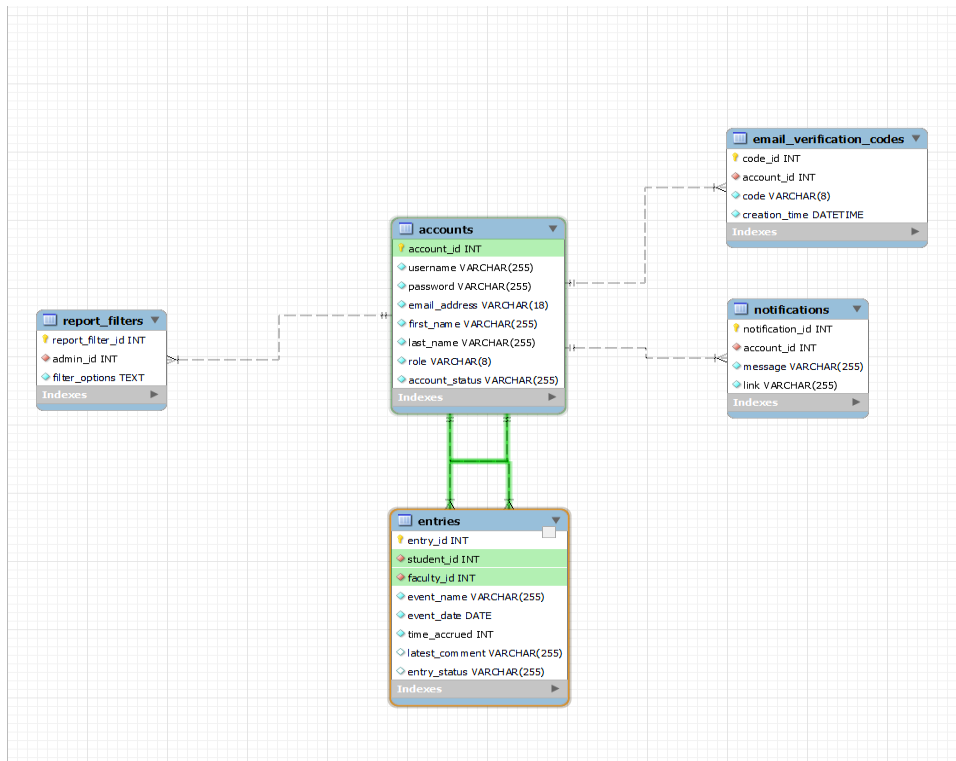 email_verification_codes
code_id INT
account_id INT
code VARCHAR(8)
creation_time DATETIME
Indexes
accounts
account_id INT
username VARCHAR(255)
password VARCHAR(255)
email_address VARCHAR(18)
first_name VARCHAR(255)
last_name VARCHAR(255)
role VARCHAR(8)
account_status VARCHAR(255)
Indexes
report_filters
report_filter_id INT
admin_id INT
filter_options TEXT
Indexes
notifications
notification_id INT
account_id INT
message VARCHAR(255)
link VARCHAR(255)
Indexes
entries
entry_id INT
student_id INT
faculty_id INT
event_name VARCHAR(255)
event_date DATE
time_accrued INT
latest_comment VARCHAR(255)
entry_status VARCHAR(255)
Indexes